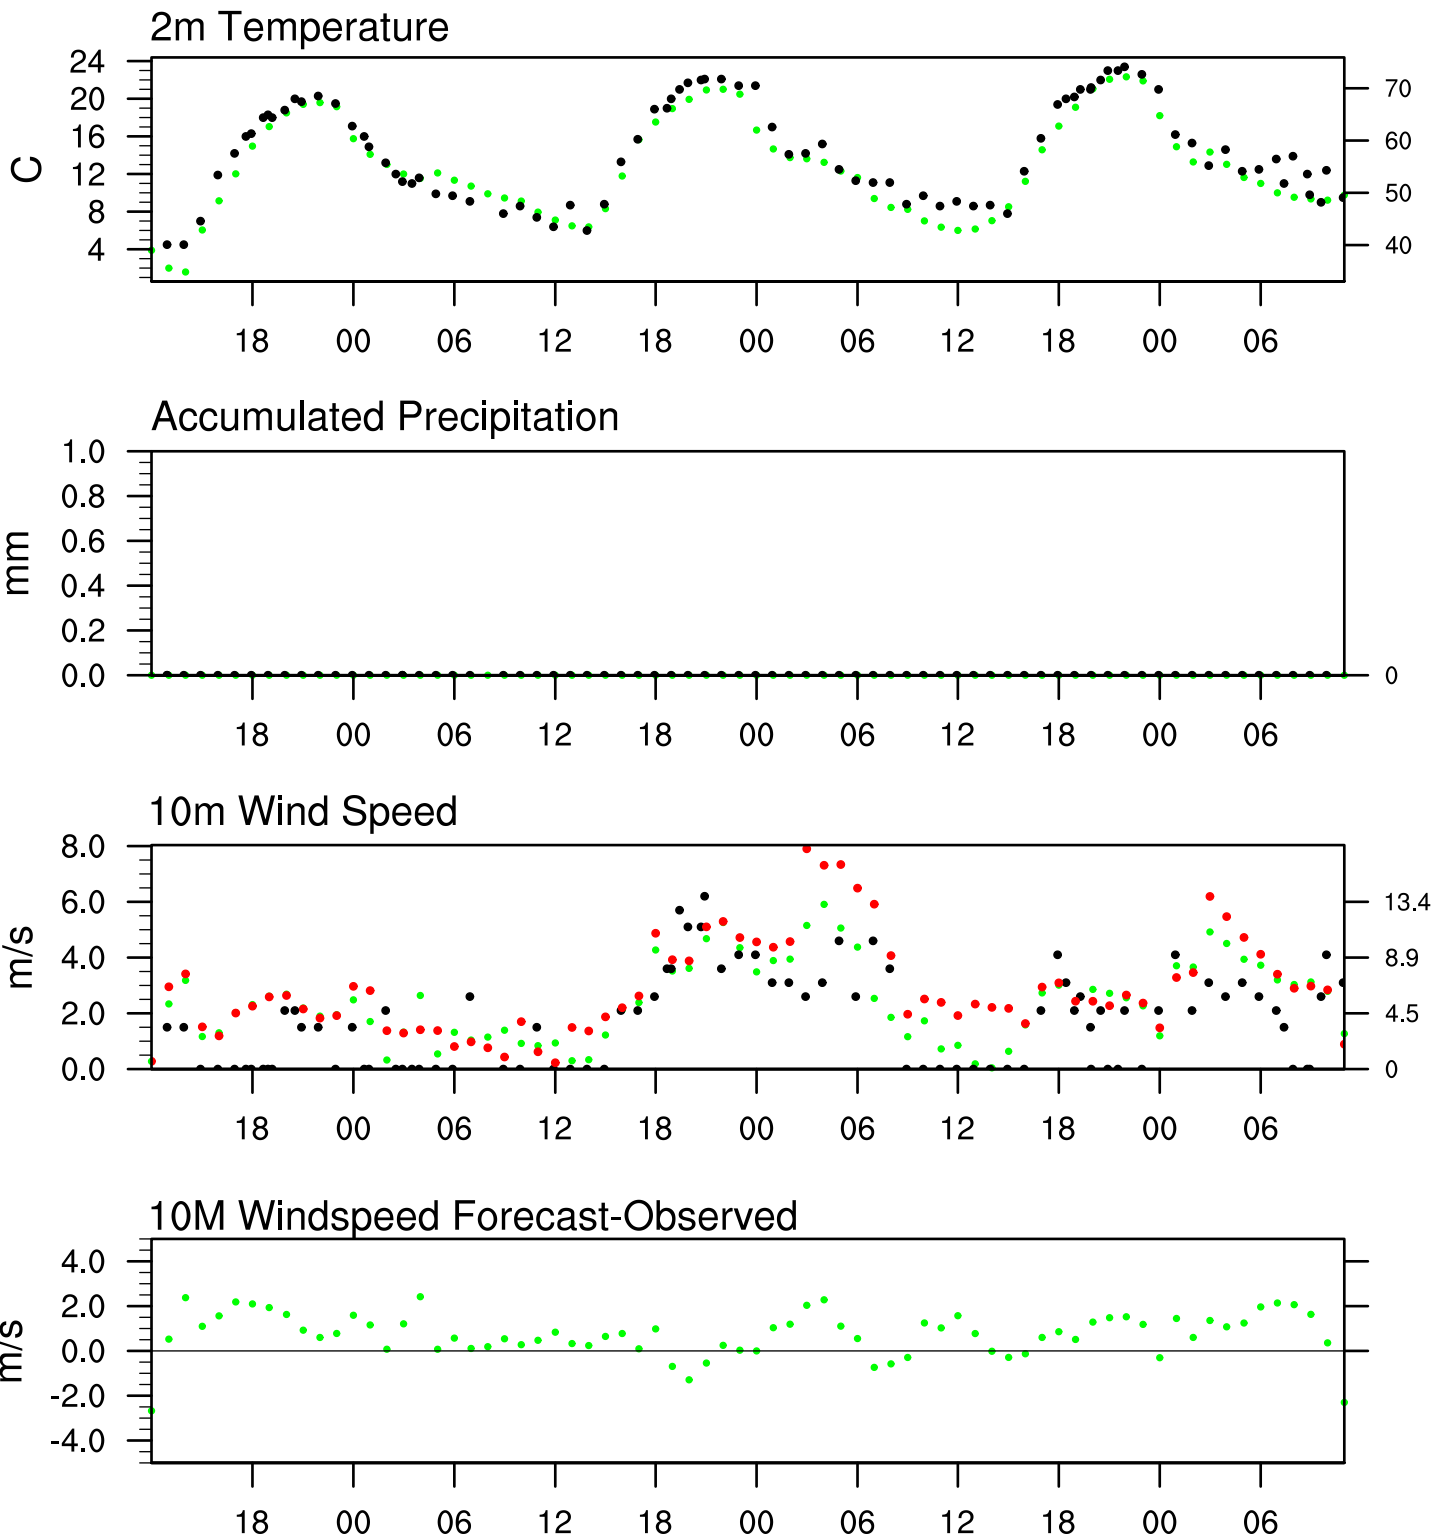 2m Temperature
24
20
16
12
8
4
C
70
60
50
40
18 00 06 12 18 00 06 12 18 00 06
Accumulated Precipitation
1.0
0.8
0.6
0.4
0.2
0.0
mm
0
18 00 06 12 18 00 06 12 18 00 06
10m Wind Speed
8.0
6.0
4.0
2.0
0.0
m/s
13.4
8.9
4.5
0
18 00 06 12 18 00 06 12 18 00 06
10M Windspeed Forecast-Observed
4.0
2.0
0.0
-2.0
-4.0
m/s
18 00 06 12 18 00 06 12 18 00 06